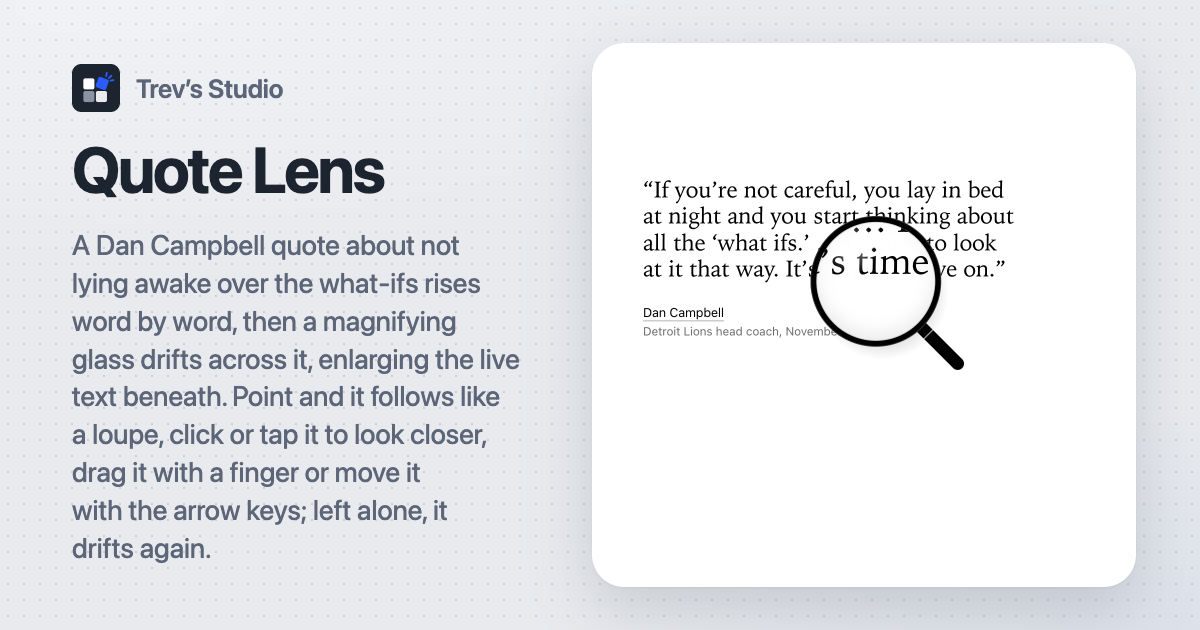 Trev’s Studio
Quote Lens
A Dan Campbell quote about not
lying awake over the what-ifs rises
word by word, then a magnifying
glass drifts across it, enlarging the live
text beneath. Point and it follows like
a loupe, click or tap it to look closer,
drag it with a finger or move it
with the arrow keys; left alone, it
drifts again.
“If you’re not careful, you lay in bed
at night and you start thinking about
all the ‘what ifs.’ … to look
at it that way. It’s time on.”
Dan Campbell
Detroit Lions head coach,